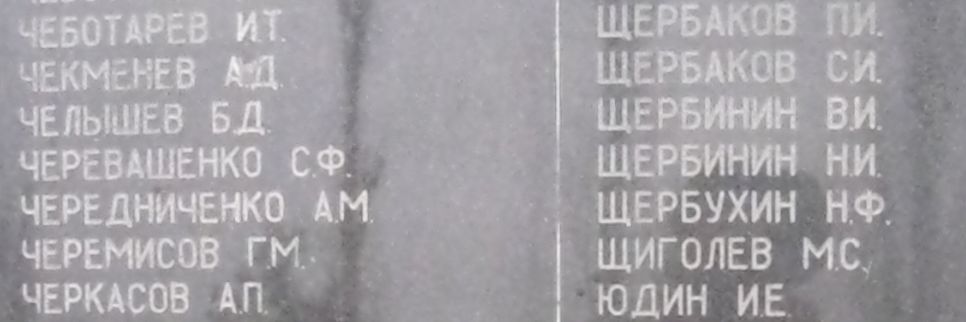 ЧЕБОТАРЕВ И.Т.
ЧЕКМЕНЕВ А.Д.
ЧЕЛЫШЕВ Б.Д.
ЧЕРЕВАШЕНКО С.Ф.
ЧЕРЕДНИЧЕНКО А.М.
ЧЕРЕМИСОВ Г.М.
ЧЕРКАСОВ А.П.
ЩЕРБАКОВ П.И.
ЩЕРБАКОВ С.И.
ЩЕРБИНИН В.И.
ЩЕРБИНИН Н.И.
ЩЕРБУХИН Н.Ф.
ЩИГОЛЕВ М.С.
ЮДИН И.Е.